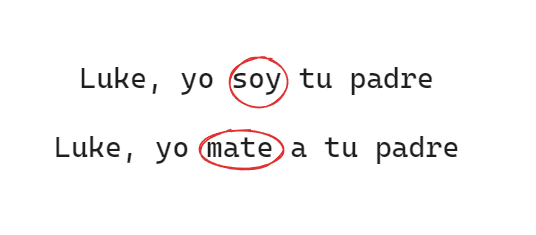 Luke, yo soy tu padre
Luke, yo mate a tu padre